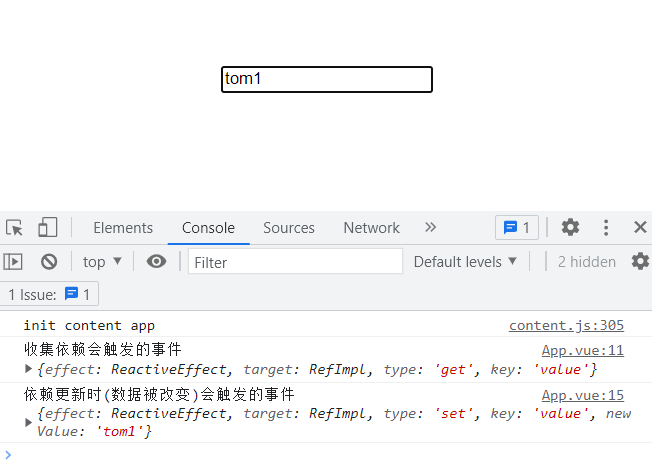 tom1
Elements Console Sources Network 1
top Filter Default levels 2 hidden
1 Issue: 1
init content app content.js:305
收集依赖会触发的事件 App.vue:11
{effect: ReactiveEffect, target: RefImpl, type: 'get', key: 'value'}
依赖更新时(数据被改变)会触发的事件 App.vue:15
{effect: ReactiveEffect, target: RefImpl, type: 'set', key: 'value', new
Value: 'tom1'}